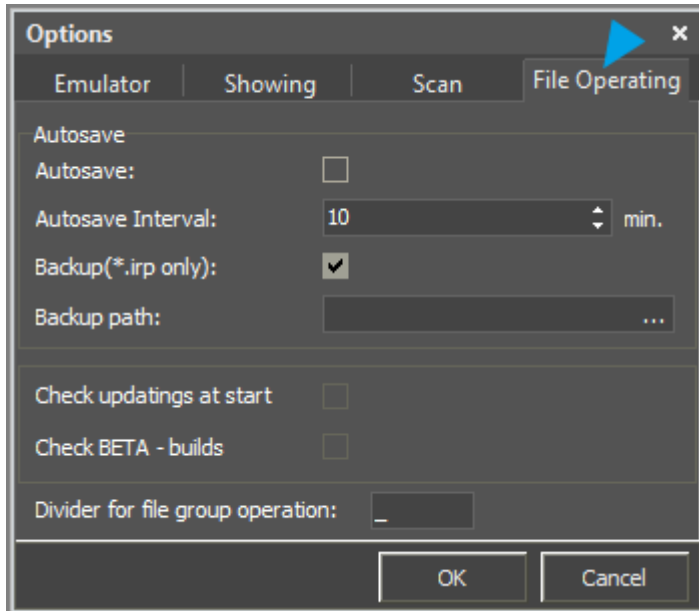 Options
Emulator Showing Scan File Operating
Autosave
Autosave:
Autosave Interval: 10 min.
Backup(*.irp only):
Backup path: ...
Check updatings at start
Check BETA - builds
Divider for file group operation: _
OK Cancel